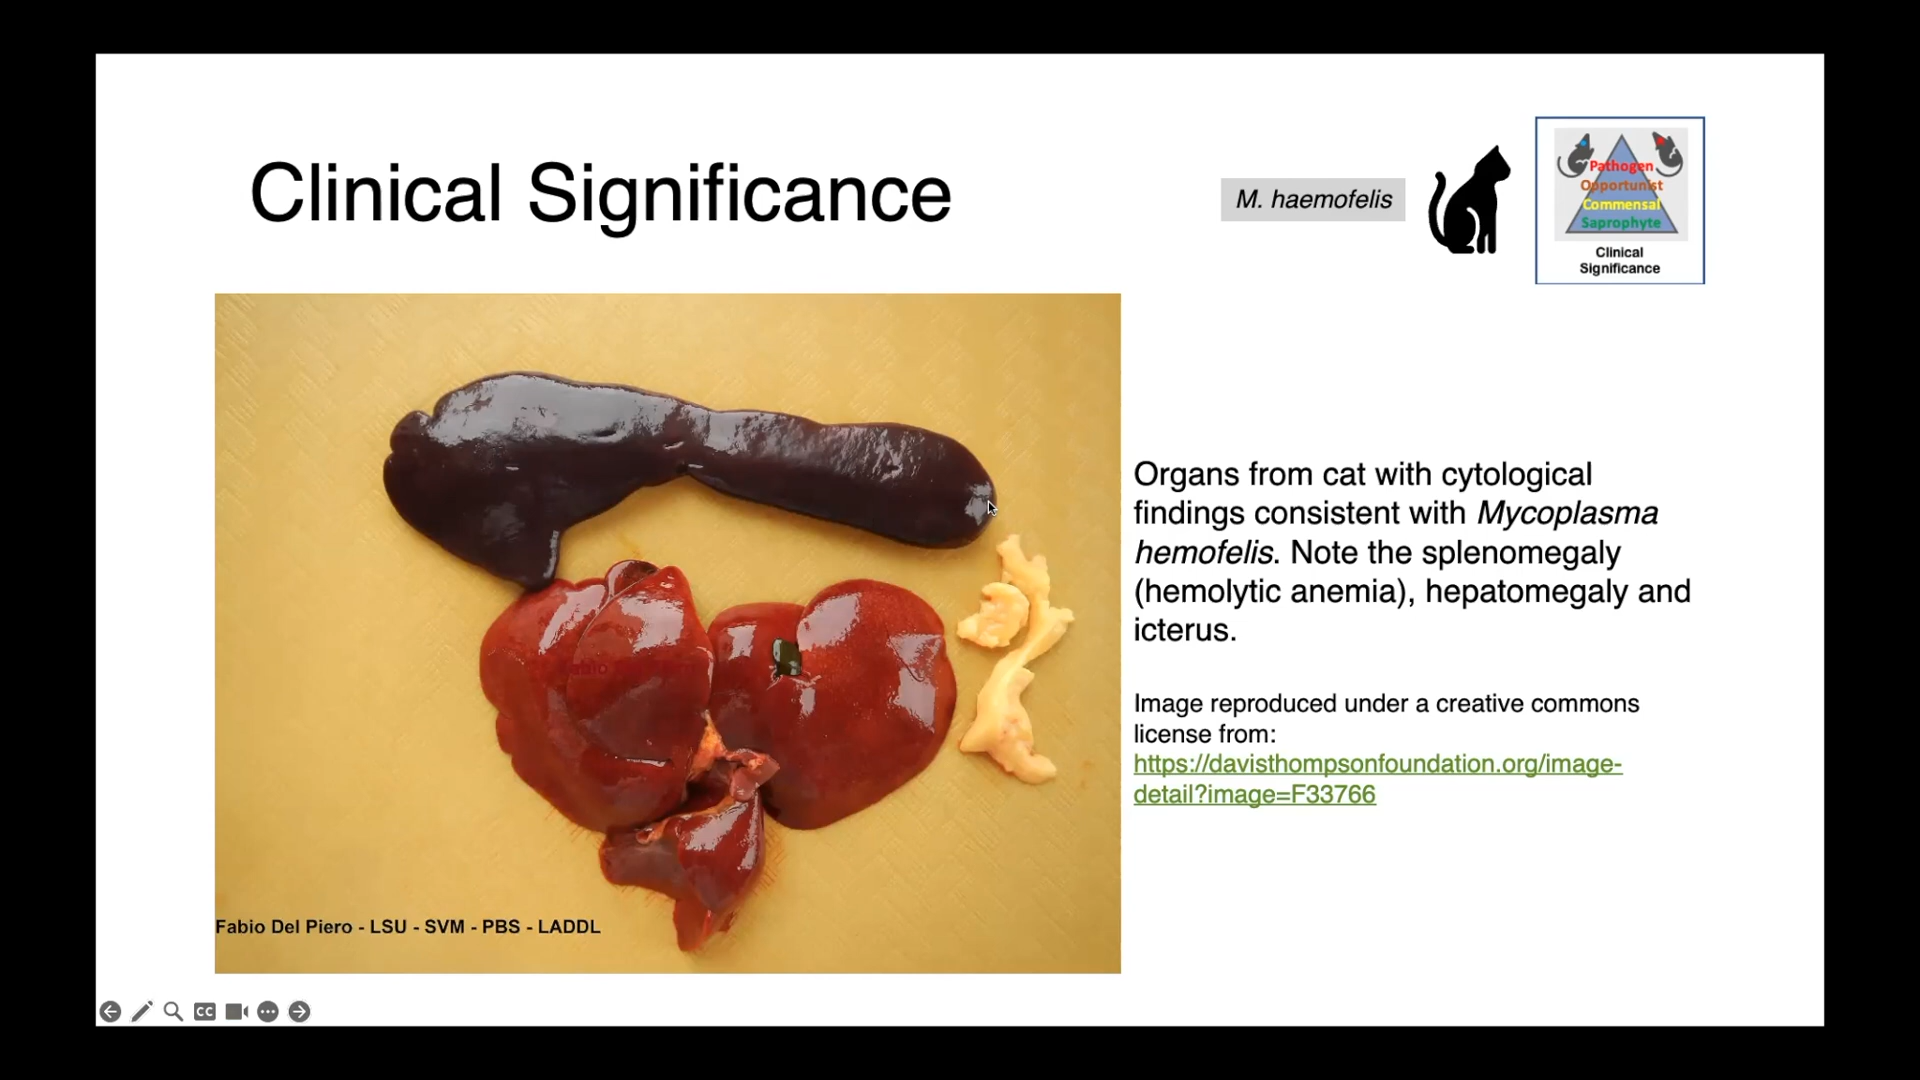 Clinical Significance
M. haemofelis
Pathogen
Opportunist
Commensal
Saprophyte
Clinical
Significance
Organs from cat with cytological
findings consistent with Mycoplasma
hemofelis. Note the splenomegaly
(hemolytic anemia), hepatomegaly and
icterus.
Image reproduced under a creative commons
license from:
https://davisthompsonfoundation.org/image-
detail?image=F33766
Fabio Del Piero - LSU - SVM - PBS - LADDL
CC